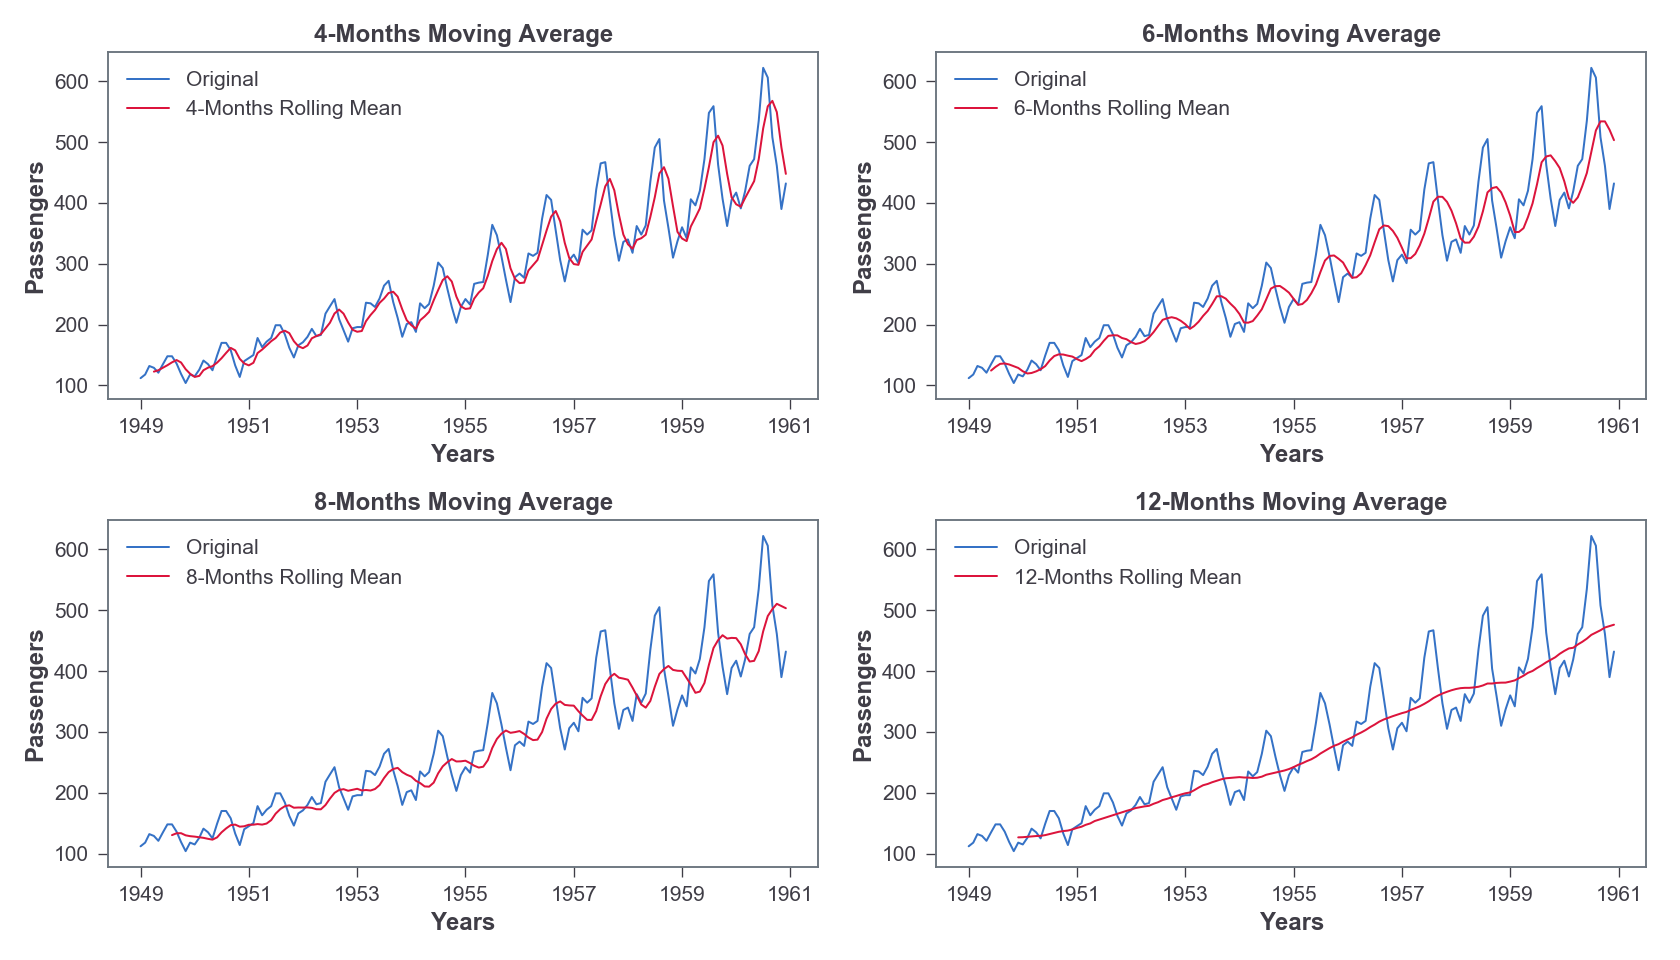 4-Months Moving Average
Original
4-Months Rolling Mean
600
500
400
300
200
100
Passengers
1949 1951 1953 1955 1957 1959 1961
Years
6-Months Moving Average
Original
6-Months Rolling Mean
600
500
400
300
200
100
Passengers
1949 1951 1953 1955 1957 1959 1961
Years
8-Months Moving Average
Original
8-Months Rolling Mean
600
500
400
300
200
100
Passengers
1949 1951 1953 1955 1957 1959 1961
Years
12-Months Moving Average
Original
12-Months Rolling Mean
600
500
400
300
200
100
Passengers
1949 1951 1953 1955 1957 1959 1961
Years